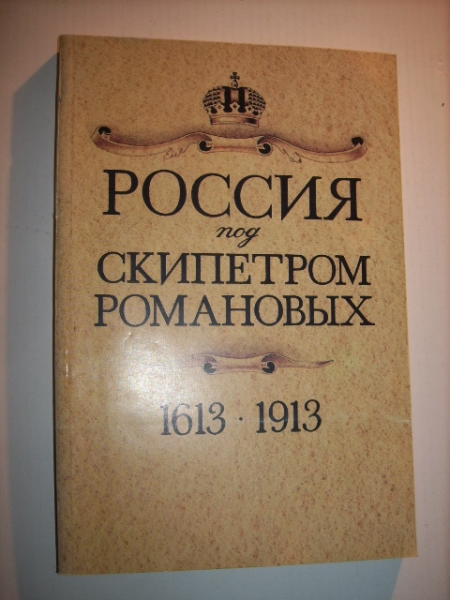 РОССИЯ
под
СКИПЕТРОМ
РОМАНОВЫХ
1613 · 1913